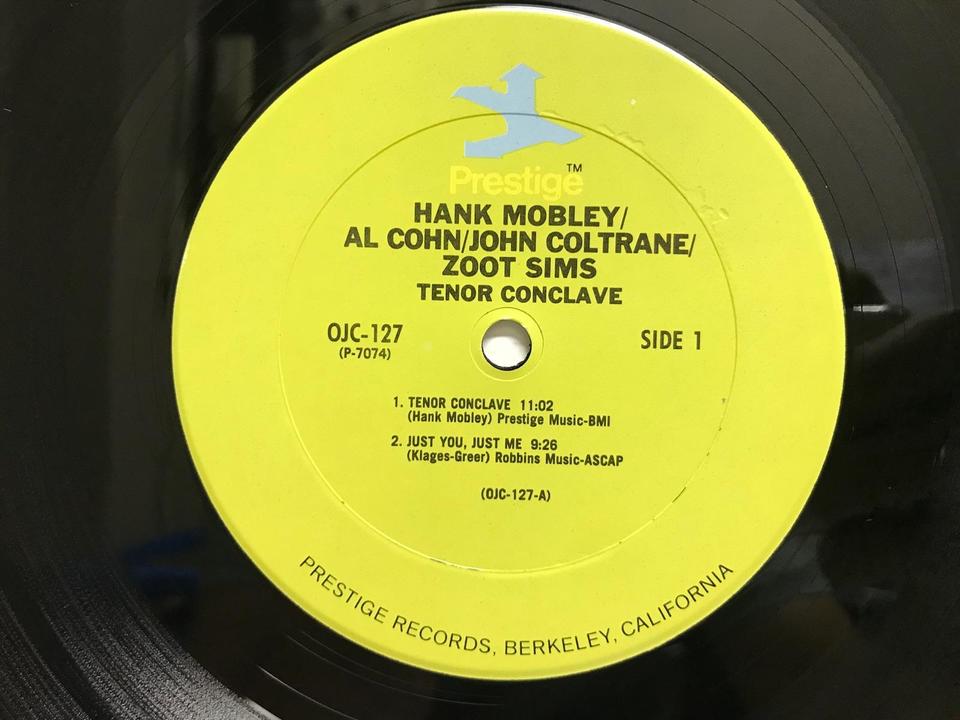 Prestige™
HANK MOBLEY/
AL COHN/JOHN COLTRANE/
ZOOT SIMS
TENOR CONCLAVE
OJC-127
(P-7074)
SIDE 1
1. TENOR CONCLAVE 11:02
(Hank Mobley) Prestige Music-BMI
2. JUST YOU, JUST ME 9:26
(Klages-Greer) Robbins Music-ASCAP
(OJC-127-A)
PRESTIGE RECORDS, BERKELEY, CALIFORNIA